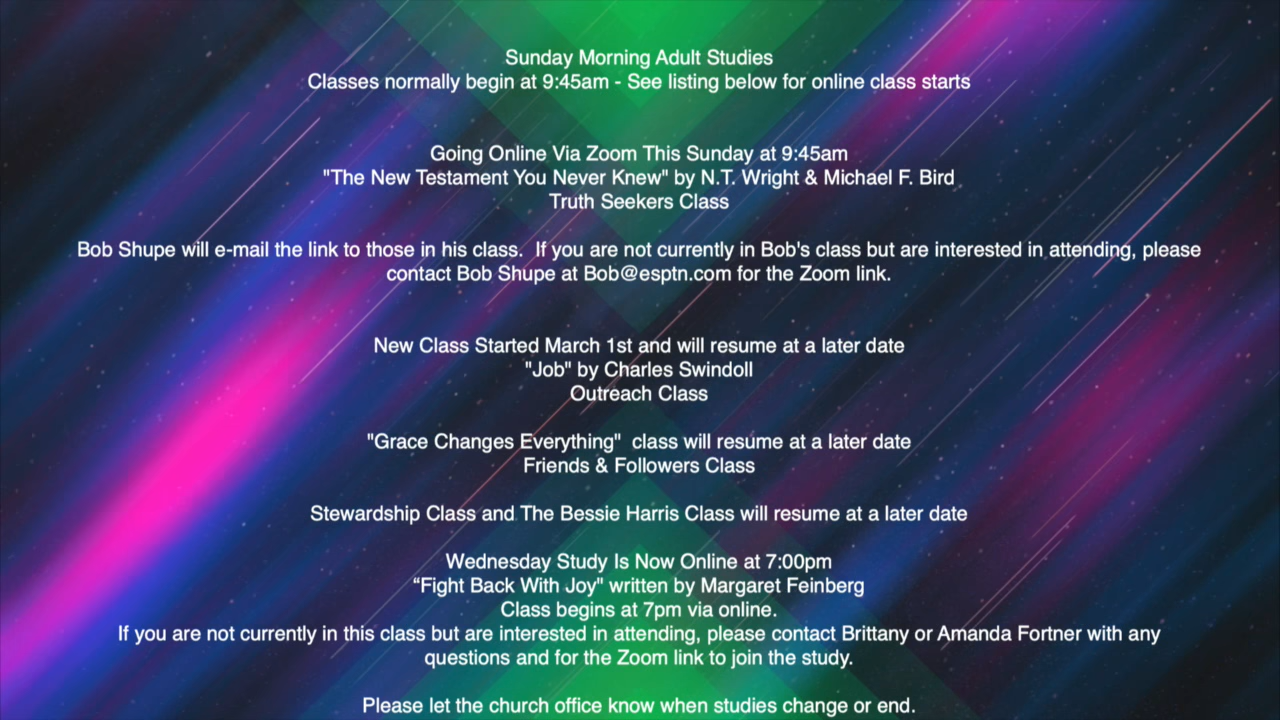 Sunday Morning Adult Studies
Classes normally begin at 9:45am - See listing below for online class starts
Going Online Via Zoom This Sunday at 9:45am
"The New Testament You Never Knew" by N.T. Wright & Michael F. Bird
Truth Seekers Class
Bob Shupe will e-mail the link to those in his class.  If you are not currently in Bob's class but are interested in attending, please
contact Bob Shupe at Bob@esptn.com for the Zoom link.
New Class Started March 1st and will resume at a later date
"Job" by Charles Swindoll
Outreach Class
"Grace Changes Everything"  class will resume at a later date
Friends & Followers Class
Stewardship Class and The Bessie Harris Class will resume at a later date
Wednesday Study Is Now Online at 7:00pm
“Fight Back With Joy" written by Margaret Feinberg
Class begins at 7pm via online.
If you are not currently in this class but are interested in attending, please contact Brittany or Amanda Fortner with any
questions and for the Zoom link to join the study.
Please let the church office know when studies change or end.